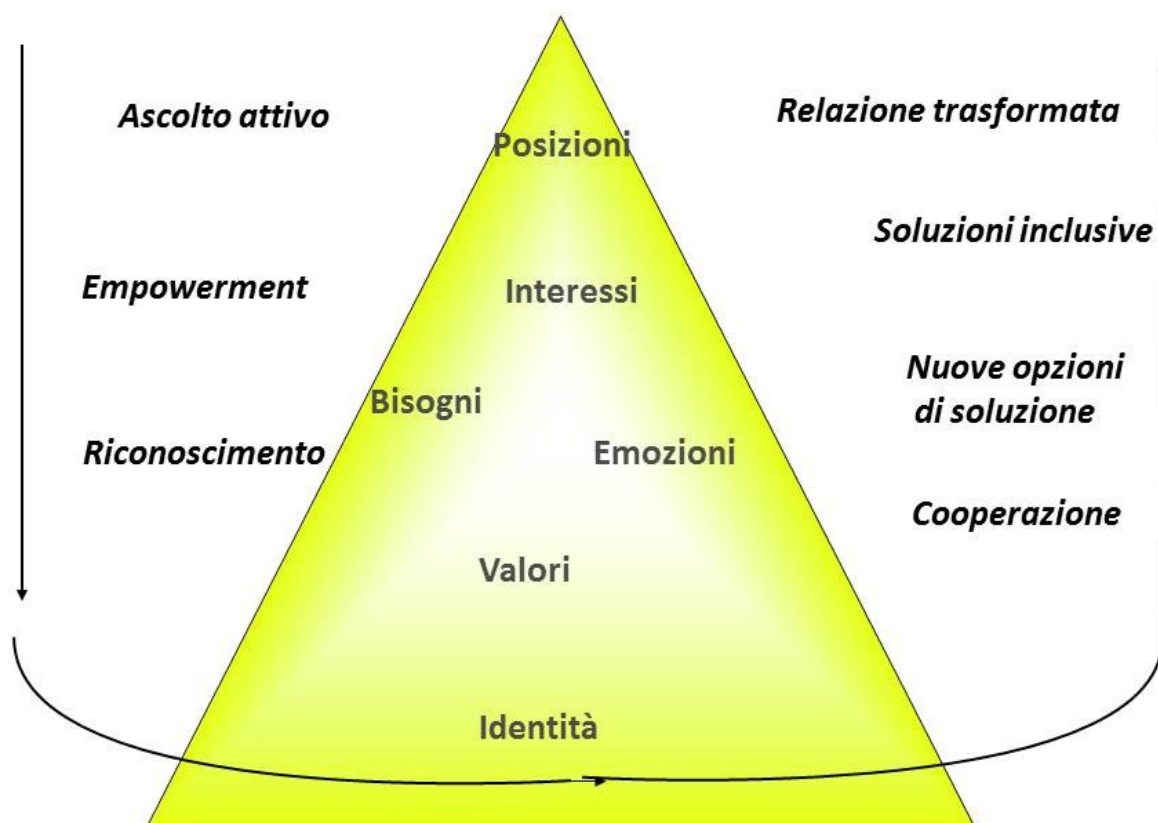 Ascolto attivo
Relazione trasformata
Posizioni
Soluzioni inclusive
Empowerment
Interessi
Nuove opzioni
di soluzione
Bisogni
Riconoscimento
Emozioni
Cooperazione
Valori
Identità